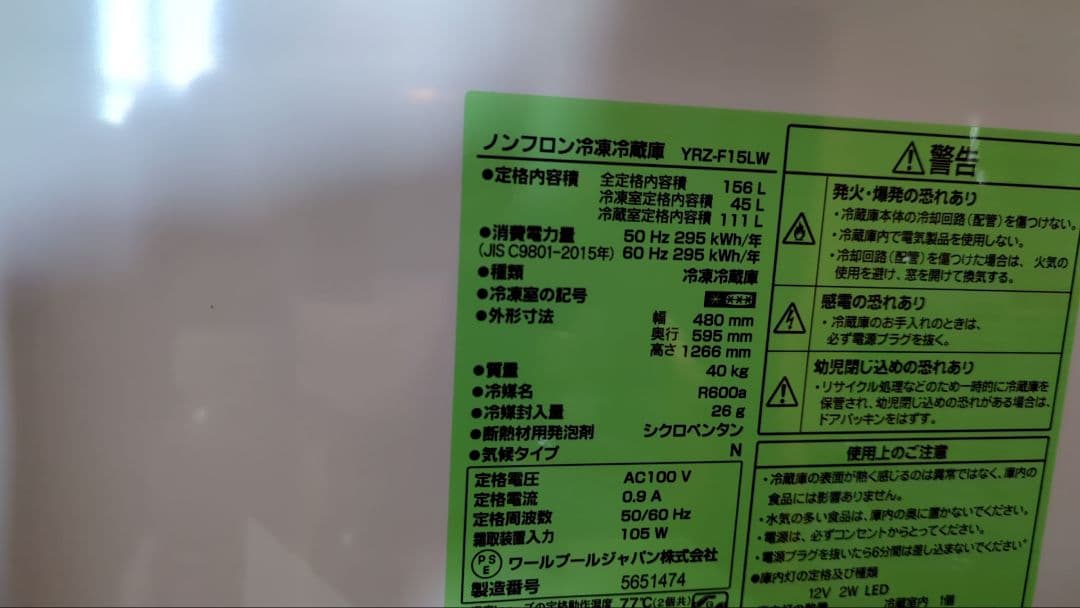 ノンフロン冷凍冷蔵庫 YRZ-F15LW
●定格内容積 全定格内容積 156 L
冷凍室定格内容積 45 L
冷蔵室定格内容積 111 L
●消費電力量 50 Hz 295 kWh/年
(JIS C9801-2015年) 60 Hz 295 kWh/年
●種類 冷凍冷蔵庫
●冷凍室の記号
●外形寸法 幅 480 mm
奥行 595 mm
高さ 1266 mm
●質量 40 kg
●冷媒名 R600a
●冷媒封入量 26 g
●断熱材用発泡剤 シクロペンタン
●気候タイプ N
定格電圧 AC100 V
定格電流 0.9 A
定格周波数 50/60 Hz
霜取装置入力 105 W
PSE ワールプールジャパン株式会社
製造番号 5651474
の定格動作温度 77℃(2個共)
警告
発火・爆発の恐れあり
・冷蔵庫本体の冷却回路(配管)を傷つけない。
・冷蔵庫内で電気製品を使用しない。
・冷却回路(配管)を傷つけた場合は、火気の
使用を避け、窓を開けて換気する。
感電の恐れあり
・冷蔵庫のお手入れのときは、
必ず電源プラグを抜く。
幼児閉じ込めの恐れあり
・リサイクル処理などのため一時的に冷蔵庫を
保管され、幼児閉じ込めの恐れがある場合は、
ドアパッキンをはずす。
使用上のご注意
・冷蔵庫の表面が熱く感じるのは異常ではなく、庫内の
食品には影響ありません。
・水気の多い食品は、庫内の奥に置かないでください。
・電源は、必ずコンセントからとってください。
・電源プラグを抜いたら6分間は差し込まないでください
●庫内灯の定格及び種類
12V 2W LED
冷蔵室内 1個